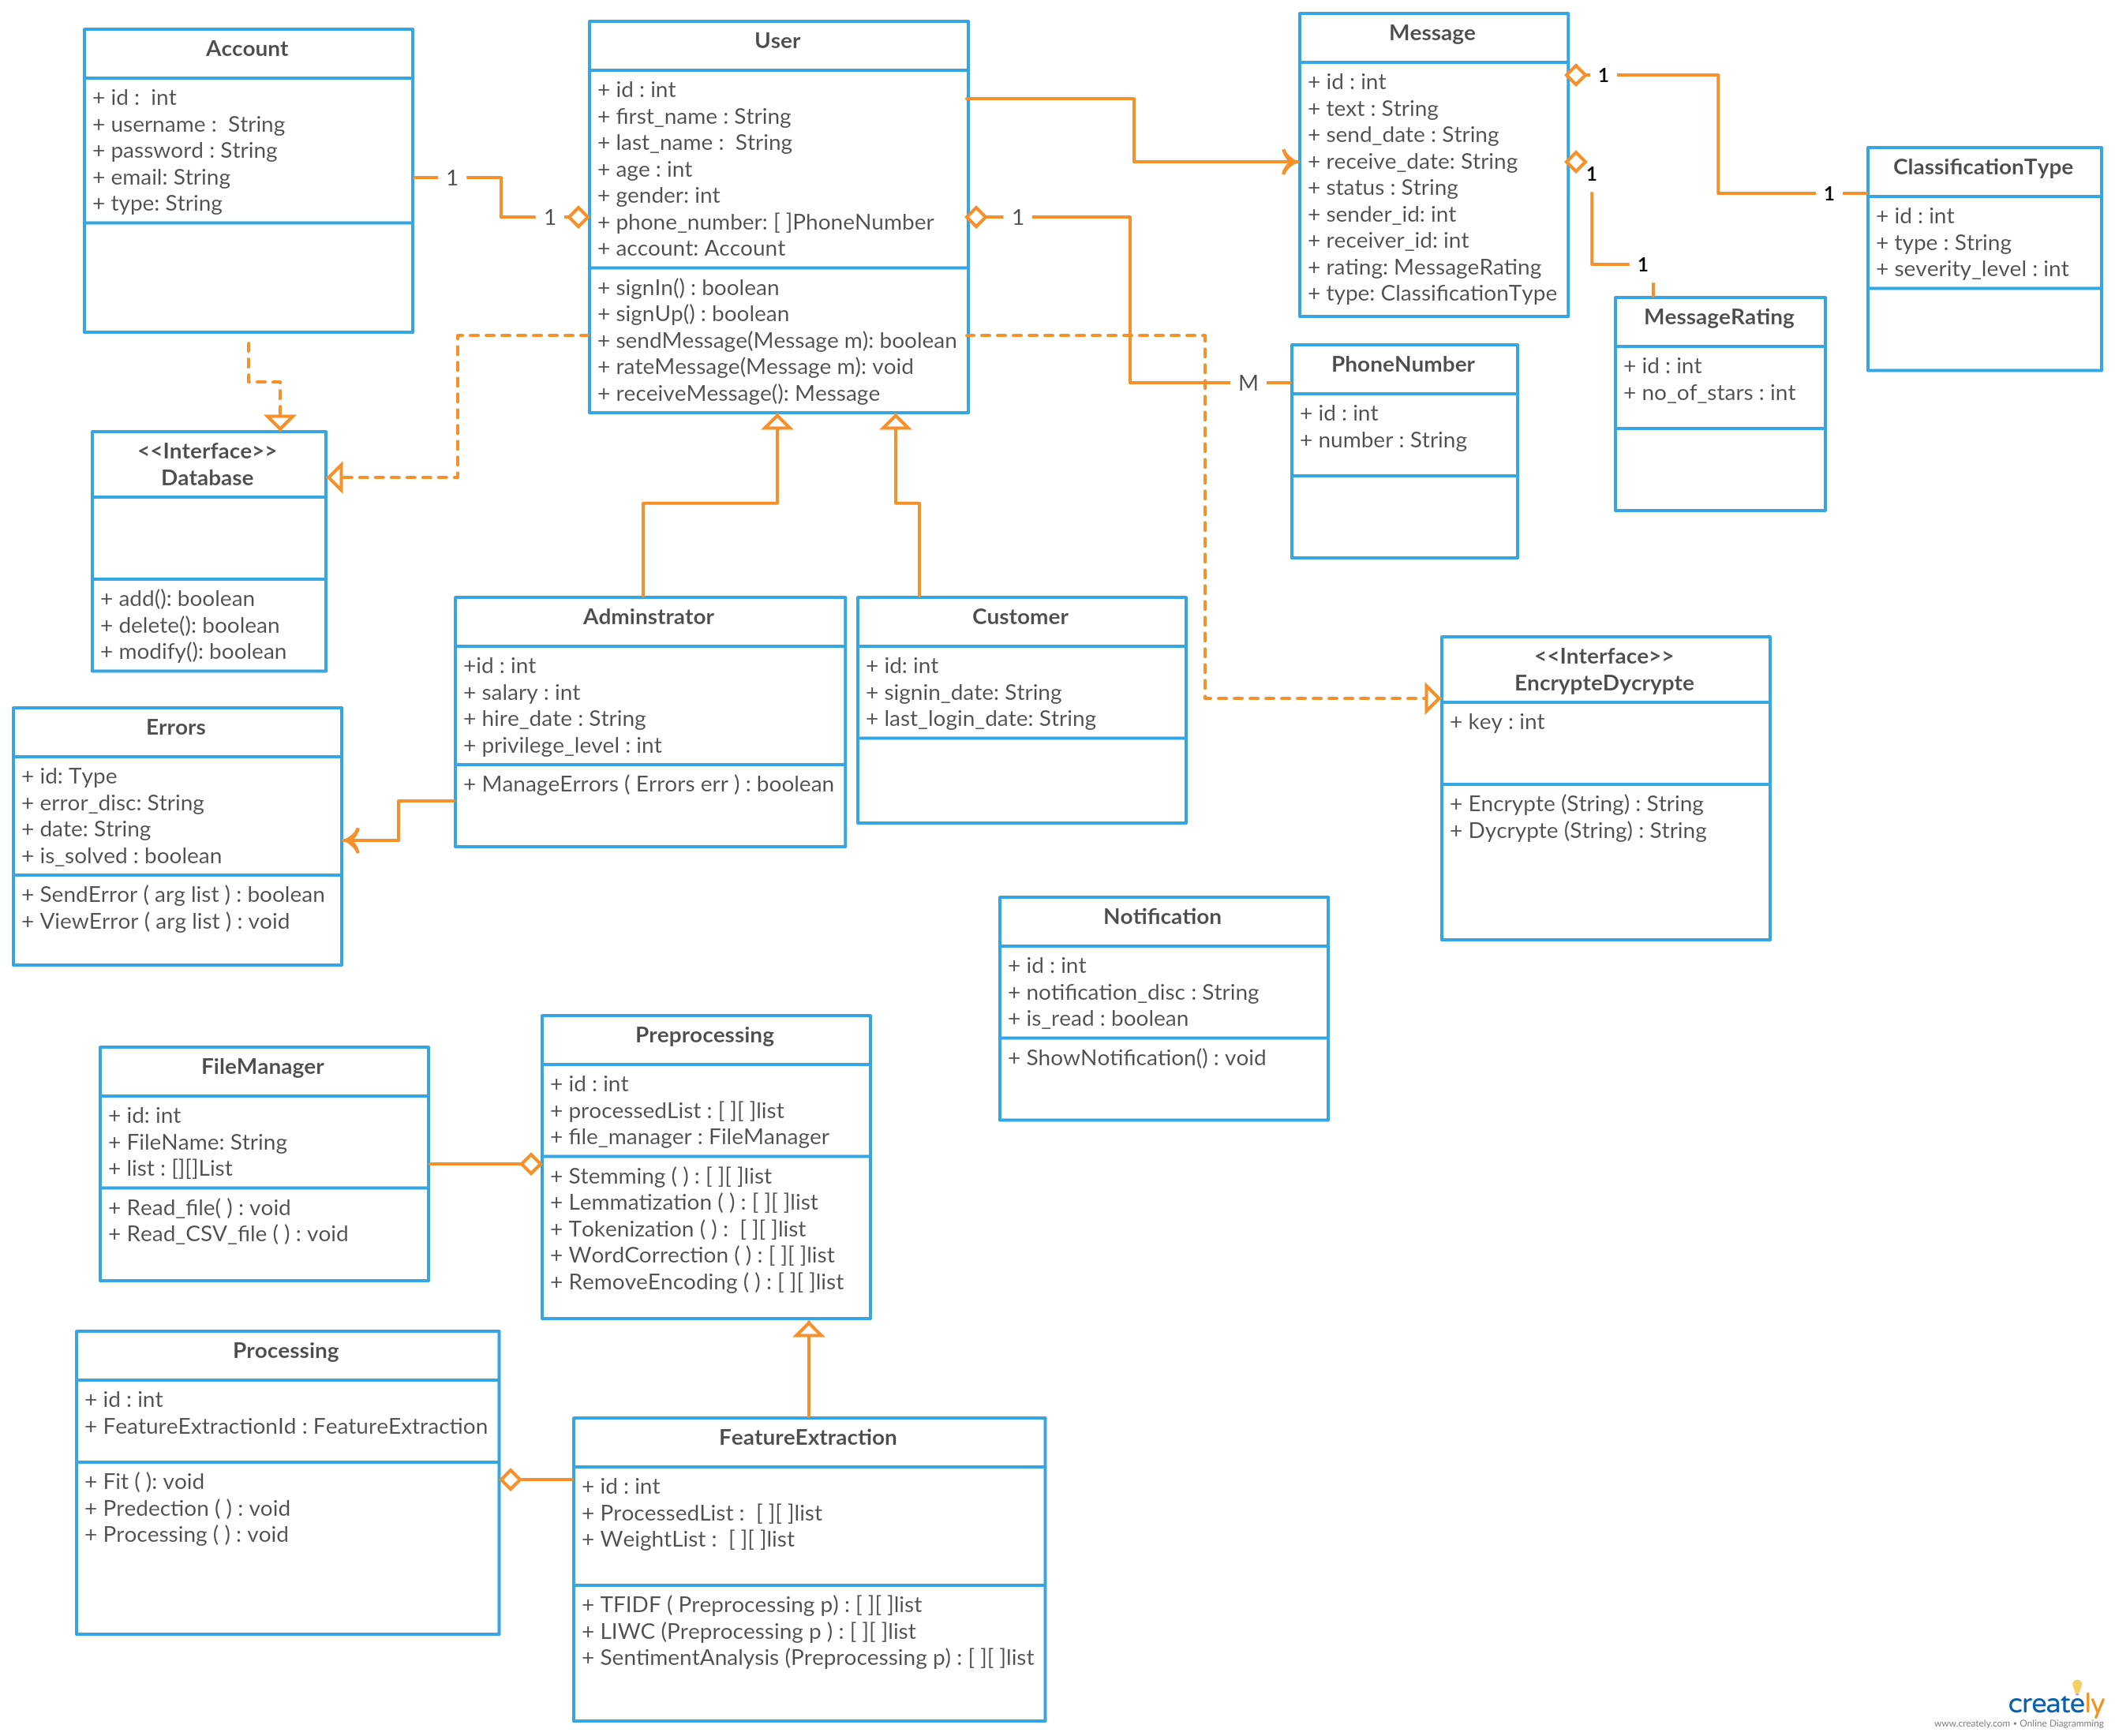 Account
+ id :  int
+ username :  String
+ password : String
+ email: String
+ type: String
User
+ id : int
+ first_name : String
+ last_name :  String
+ age : int
+ gender: int
+ phone_number: [ ]PhoneNumber
+ account: Account
+ signIn() : boolean
+ signUp() : boolean
+ sendMessage(Message m): boolean
+ rateMessage(Message m): void
+ receiveMessage(): Message
Message
+ id : int
+ text : String
+ send_date : String
+ receive_date: String
+ status : String
+ sender_id: int
+ receiver_id: int
+ rating: MessageRating
+ type: ClassificationType
1
1
1
M
1
1
1
1
ClassificationType
+ id : int
+ type : String
+ severity_level : int
MessageRating
+ id : int
+ no_of_stars : int
PhoneNumber
+ id : int
+ number : String
<<Interface>>
Database
+ add(): boolean
+ delete(): boolean
+ modify(): boolean
Adminstrator
+id : int
+ salary : int
+ hire_date : String
+ privilege_level : int
+ ManageErrors ( Errors err ) : boolean
Customer
+ id: int
+ signin_date: String
+ last_login_date: String
<<Interface>>
EncrypteDycrypte
+ key : int
+ Encrypte (String) : String
+ Dycrypte (String) : String
Errors
+ id: Type
+ error_disc: String
+ date: String
+ is_solved : boolean
+ SendError ( arg list ) : boolean
+ ViewError ( arg list ) : void
Notification
+ id : int
+ notification_disc : String
+ is_read : boolean
+ ShowNotification() : void
FileManager
+ id: int
+ FileName: String
+ list : [][]List
+ Read_file( ) : void
+ Read_CSV_file ( ) : void
Preprocessing
+ id : int
+ processedList : [ ][ ]list
+ file_manager : FileManager
+ Stemming ( ) : [ ][ ]list
+ Lemmatization ( ) : [ ][ ]list
+ Tokenization ( ) :  [ ][ ]list
+ WordCorrection ( ) : [ ][ ]list
+ RemoveEncoding ( ) : [ ][ ]list
Processing
+ id : int
+ FeatureExtractionId : FeatureExtraction
+ Fit ( ): void
+ Predection ( ) : void
+ Processing ( ) : void
FeatureExtraction
+ id : int
+ ProcessedList :  [ ][ ]list
+ WeightList :  [ ][ ]list
+ TFIDF ( Preprocessing p) : [ ][ ]list
+ LIWC (Preprocessing p ) : [ ][ ]list
+ SentimentAnalysis (Preprocessing p) : [ ][ ]list
creately
www.creately.com • Online Diagramming